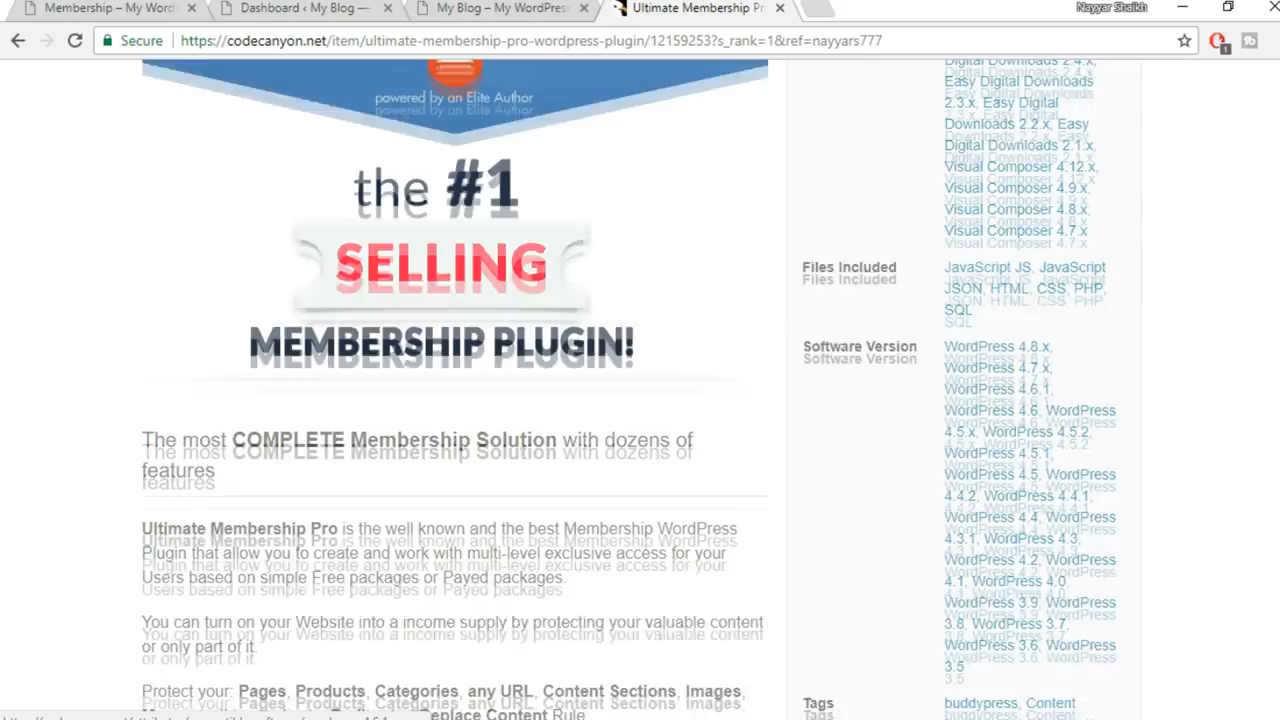 Membership – My Word
Dashboard ‹ My Blog —
My Blog – My WordPress
Ultimate Membership Pr
Nayyar Shaikh
Secure
https://codecanyon.net/item/ultimate-membership-pro-wordpress-plugin/12159253?s_rank=1&ref=nayyars777
1
powered by an Elite Author
the #1
SELLING
MEMBERSHIP PLUGIN!
The most COMPLETE Membership Solution with dozens of
features
Ultimate Membership Pro is the well known and the best Membership WordPress
Plugin that allow you to create and work with multi-level exclusive access for your
Users based on simple Free packages or Payed packages.
You can turn on your Website into a income supply by protecting your valuable content
or only part of it.
Protect your: Pages, Products, Categories, any URL, Content Sections, Images,
Replace Content Rule
Digital Downloads 2.4.x,
Easy Digital Downloads
2.3.x, Easy Digital
Downloads 2.2.x, Easy
Digital Downloads 2.1.x,
Visual Composer 4.12.x,
Visual Composer 4.9.x,
Visual Composer 4.8.x,
Visual Composer 4.7.x
Files Included
JavaScript JS, JavaScript
JSON, HTML, CSS, PHP,
SQL
Software Version
WordPress 4.8.x,
WordPress 4.7.x,
WordPress 4.6.1,
WordPress 4.6, WordPress
4.5.x, WordPress 4.5.2,
WordPress 4.5.1,
WordPress 4.5, WordPress
4.4.2, WordPress 4.4.1,
WordPress 4.4, WordPress
4.3.1, WordPress 4.3,
WordPress 4.2, WordPress
4.1, WordPress 4.0,
WordPress 3.9, WordPress
3.8, WordPress 3.7,
WordPress 3.6, WordPress
3.5
Tags
buddypress, Content